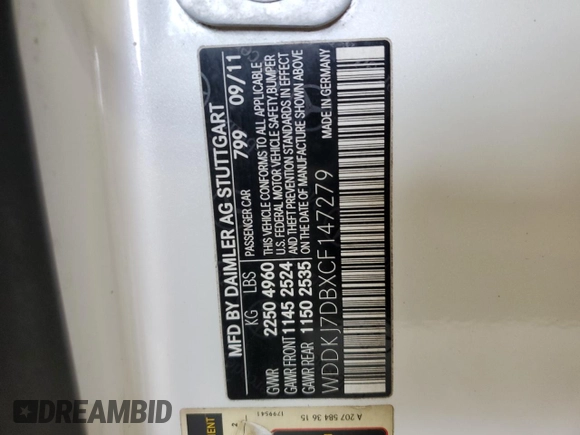 MFD BY DAIMLER AG STUTTGART
KG LBS PASSENGER CAR 799 09/11
GVWR 2250 4960 THIS VEHICLE CONFORMS TO ALL APPLICABLE
U.S. FEDERAL MOTOR VEHICLE SAFETY, BUMPER
GAWR FRONT 1145 2524 AND THEFT PREVENTION STANDARDS IN EFFECT
GAWR REAR 1150 2535 ON THE DATE OF MANUFACTURE SHOWN ABOVE
MADE IN GERMANY
WDDKJ7DBXCF147279
A 207 584 36 15
DREAMBID